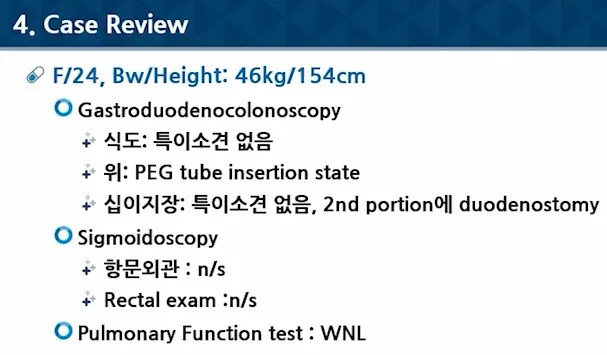 4. Case Review
F/24, Bw/Height: 46kg/154cm
Gastroduodenocolonoscopy
식도: 특이소견 없음
위: PEG tube insertion state
십이지장: 특이소견 없음, 2nd portion에 duodenostomy
Sigmoidoscopy
항문외관 : n/s
Rectal exam :n/s
Pulmonary Function test : WNL